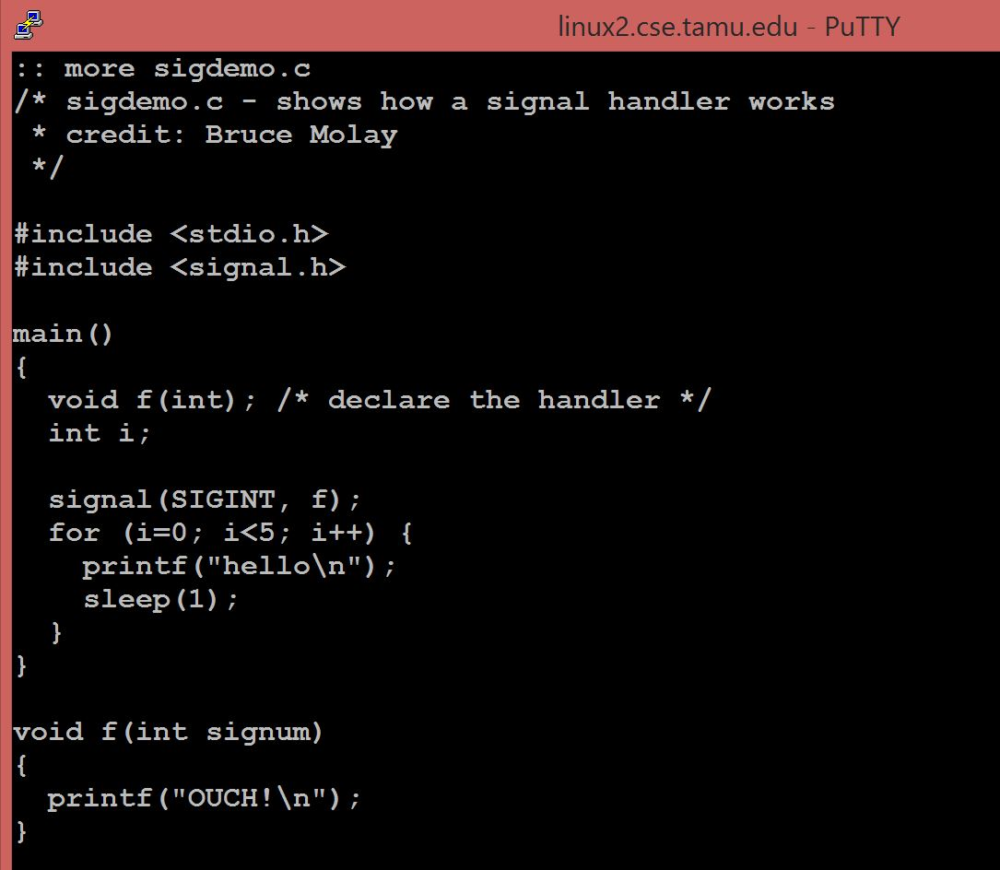 linux2.cse.tamu.edu - PuTTY
:: more sigdemo.c
/* sigdemo.c - shows how a signal handler works
 * credit: Bruce Molay
 */

#include <stdio.h>
#include <signal.h>

main()
{
  void f(int); /* declare the handler */
  int i;

  signal(SIGINT, f);
  for (i=0; i<5; i++) {
    printf("hello\n");
    sleep(1);
  }
}

void f(int signum)
{
  printf("OUCH!\n");
}